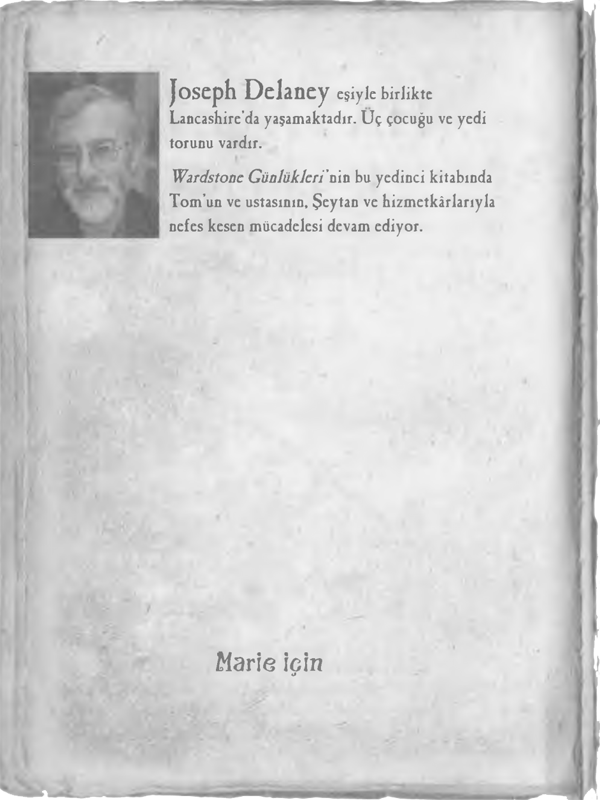 Joseph Delaney eşiyle birlikte
Lancashire'da yaşamaktadır. Üç çocuğu ve yedi
torunu vardır.
Wardstone Günlükleri'nin bu yedinci kitabında
Tom'un ve ustasının, Şeytan ve hizmetkârlarıyla
nefes kesen mücadelesi devam ediyor.
Marie için